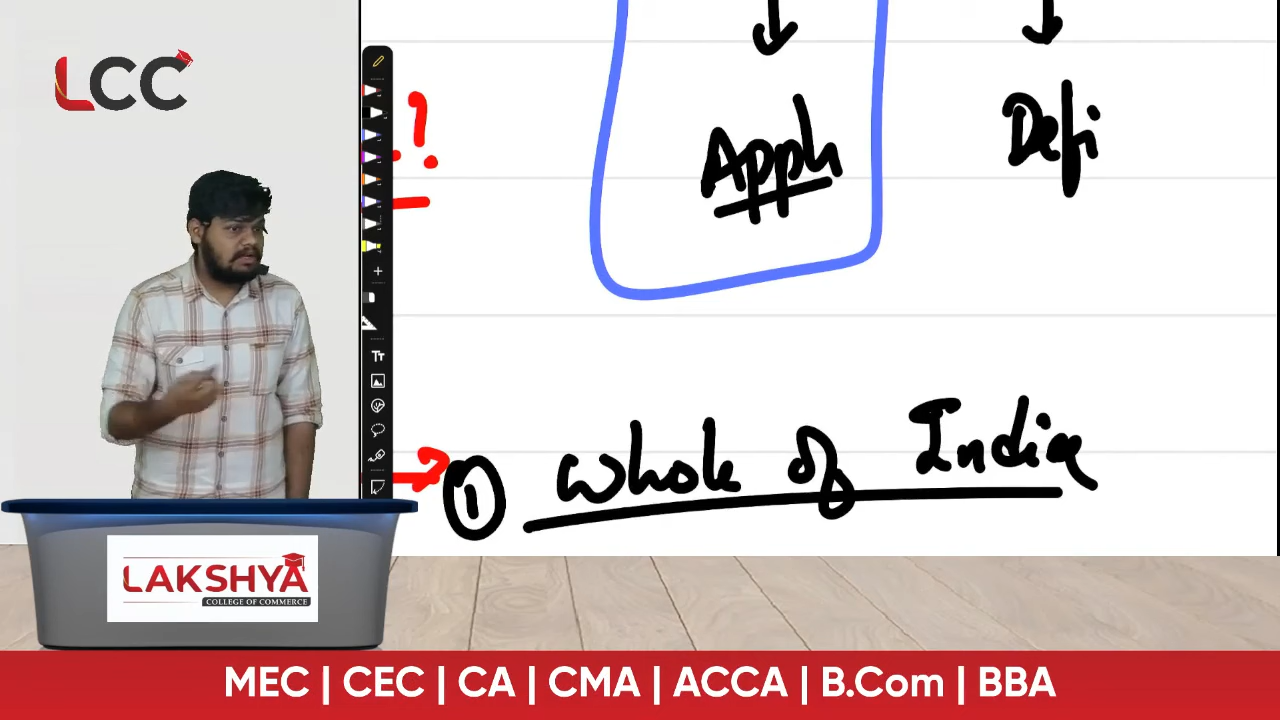 LCC
!
Appli
Defi
① Whole of India
LAKSHYA
COLLEGE OF COMMERCE
MEC | CEC | CA | CMA | ACCA | B.Com | BBA